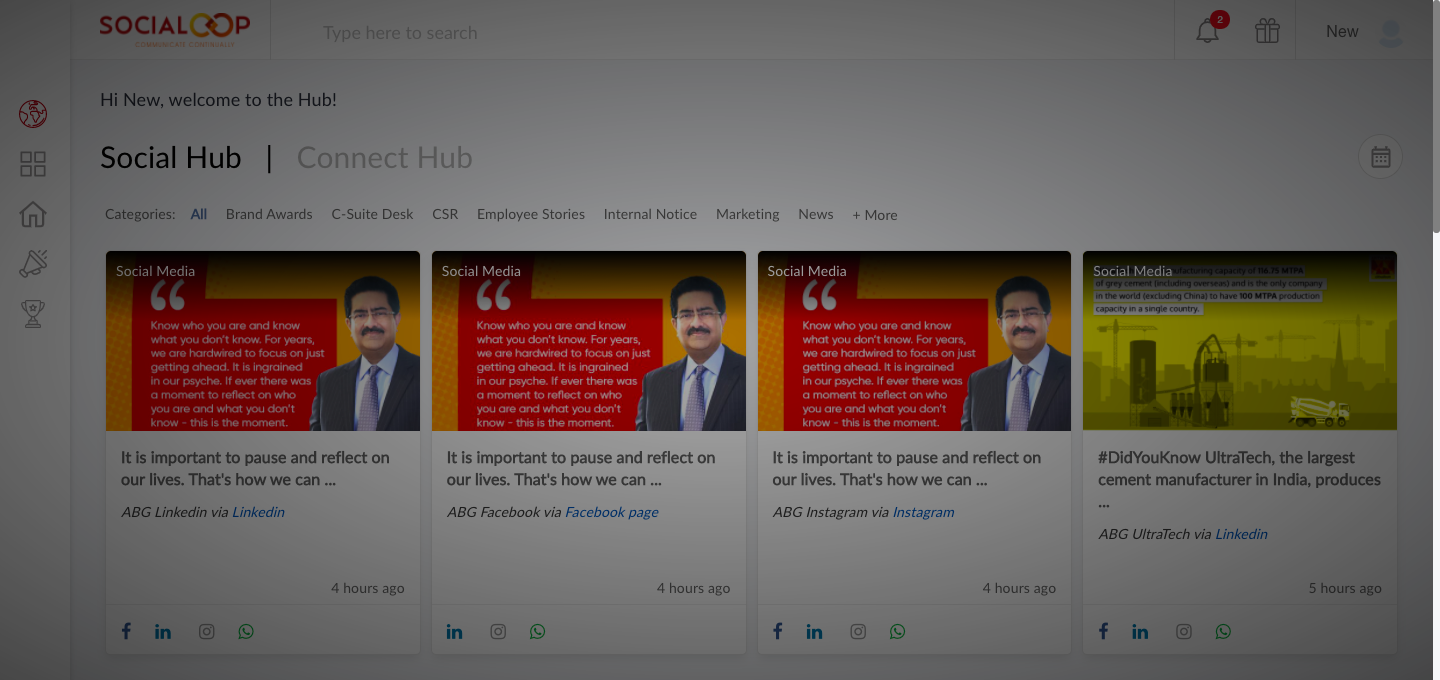 SOCIALOOP
COMMUNICATE CONTINUALLY
Type here to search
2
New
Hi New, welcome to the Hub!
Social Hub | Connect Hub
Categories: All Brand Awards C-Suite Desk CSR Employee Stories Internal Notice Marketing News + More
Social Media
“
Know who you are and know
what you don't know. For years,
we are hardwired to focus on just
getting ahead. It is ingrained
in our psyche. If ever there was
a moment to reflect on who
you are and what you don't
know - this is the moment.
It is important to pause and reflect on
our lives. That's how we can ...
ABG Linkedin via Linkedin
4 hours ago
Social Media
“
Know who you are and know
what you don't know. For years,
we are hardwired to focus on just
getting ahead. It is ingrained
in our psyche. If ever there was
a moment to reflect on who
you are and what you don't
know - this is the moment.
It is important to pause and reflect on
our lives. That's how we can ...
ABG Facebook via Facebook page
4 hours ago
Social Media
“
Know who you are and know
what you don't know. For years,
we are hardwired to focus on just
getting ahead. It is ingrained
in our psyche. If ever there was
a moment to reflect on who
you are and what you don't
know - this is the moment.
It is important to pause and reflect on
our lives. That's how we can ...
ABG Instagram via Instagram
4 hours ago
Social Media
capacity of 116.75 MTPA
of grey cement (including overseas) and is the only company
in the world (excluding China) to have 100 MTPA production
capacity in a single country.
#DidYouKnow UltraTech, the largest
cement manufacturer in India, produces
...
ABG UltraTech via Linkedin
5 hours ago